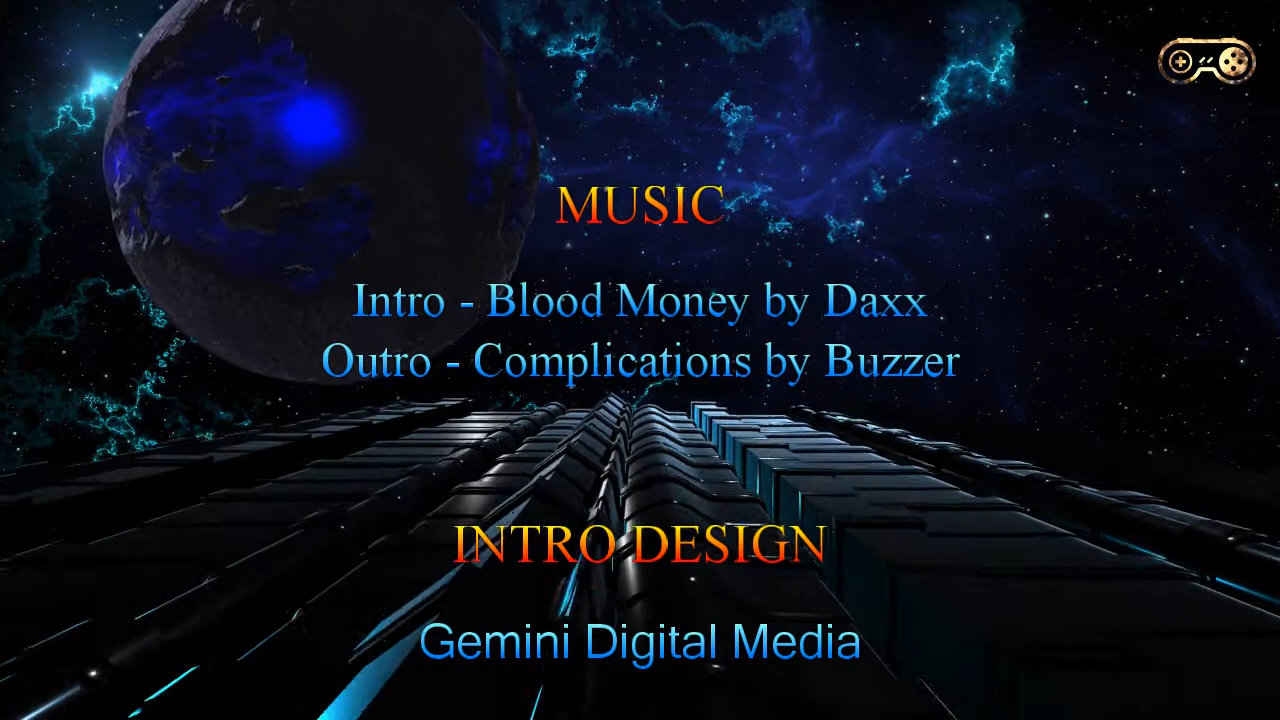 MUSIC
Intro - Blood Money by Daxx
Outro - Complications by Buzzer
INTRO DESIGN
Gemini Digital Media